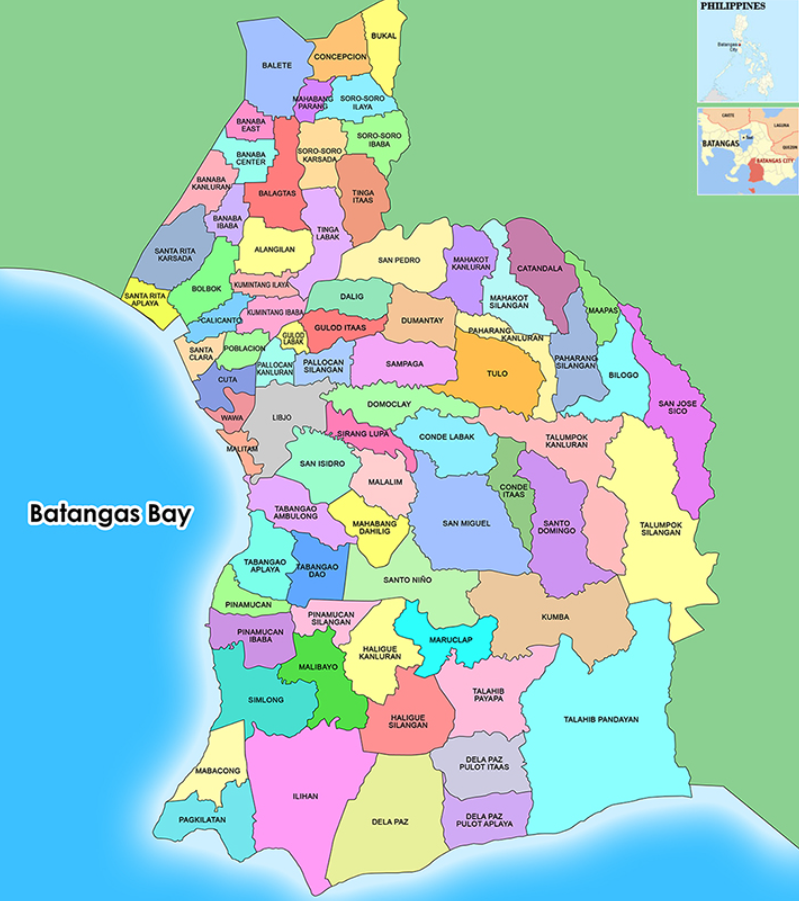 PHILIPPINES
Batangas
City
CAVITE
LAGUNA
QUEZON
BATANGAS
BATANGAS CITY
BUKAL
CONCEPCION
BALETE
MAHABANG
PARANG
SORO-SORO
ILAYA
BANABA
EAST
SORO-SORO
IBABA
BANABA
CENTER
SORO-SORO
KARSADA
BANABA
KANLURAN
BALAGTAS
TINGA
ITAAS
BANABA
IBABA
TINGA
LABAK
SANTA RITA
KARSADA
ALANGILAN
SAN PEDRO
MAHAKOT
KANLURAN
CATANDALA
BOLBOK
KUMINTANG ILAYA
SANTA RITA
APLAYA
DALIG
MAHAKOT
SILANGAN
MAAPAS
KUMINTANG IBABA
CALICANTO
GULOD ITAAS
DUMANTAY
GULOD
LABAK
PAHARANG
KANLURAN
SANTA
CLARA
POBLACION
PALLOCAN
KANLURAN
PALLOCAN
SILANGAN
SAMPAGA
TULO
PAHARANG
SILANGAN
BILOGO
CUTA
SAN JOSE
SICO
WAWA
LIBJO
DOMOCLAY
SIRANG LUPA
CONDE LABAK
TALUMPOK
KANLURAN
MALITAM
SAN ISIDRO
MALALIM
CONDE
ITAAS
TABANGAO
AMBULONG
Batangas Bay
MAHABANG
DAHILIG
SAN MIGUEL
SANTO
DOMINGO
TALUMPOK
SILANGAN
TABANGAO
APLAYA
TABANGAO
DAO
SANTO NIÑO
PINAMUCAN
PINAMUCAN
SILANGAN
KUMBA
PINAMUCAN
IBABA
HALIGUE
KANLURAN
MARUCLAP
MALIBAYO
SIMLONG
TALAHIB
PAYAPA
HALIGUE
SILANGAN
TALAHIB PANDAYAN
MABACONG
DELA PAZ
PULOT ITAAS
ILIHAN
PAGKILATAN
DELA PAZ
DELA PAZ
PULOT APLAYA